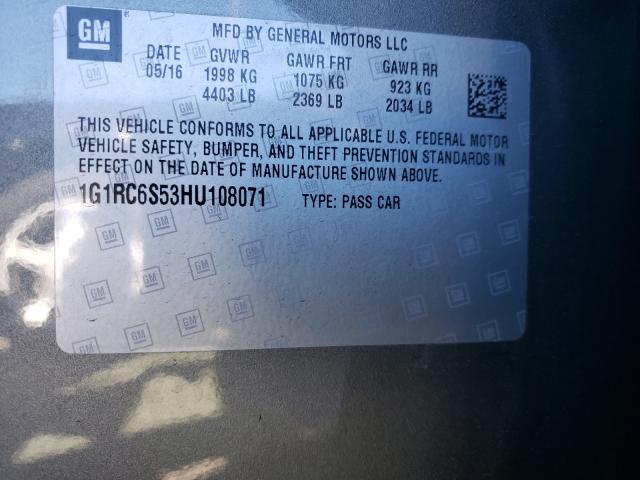 GM
MFD BY GENERAL MOTORS LLC
DATE GVWR GAWR FRT GAWR RR
05/16 1998 KG 1075 KG 923 KG
4403 LB 2369 LB 2034 LB
THIS VEHICLE CONFORMS TO ALL APPLICABLE U.S. FEDERAL MOTOR
VEHICLE SAFETY, BUMPER, AND THEFT PREVENTION STANDARDS IN
EFFECT ON THE DATE OF MANUFACTURE SHOWN ABOVE.
1G1RC6S53HU108071 TYPE: PASS CAR